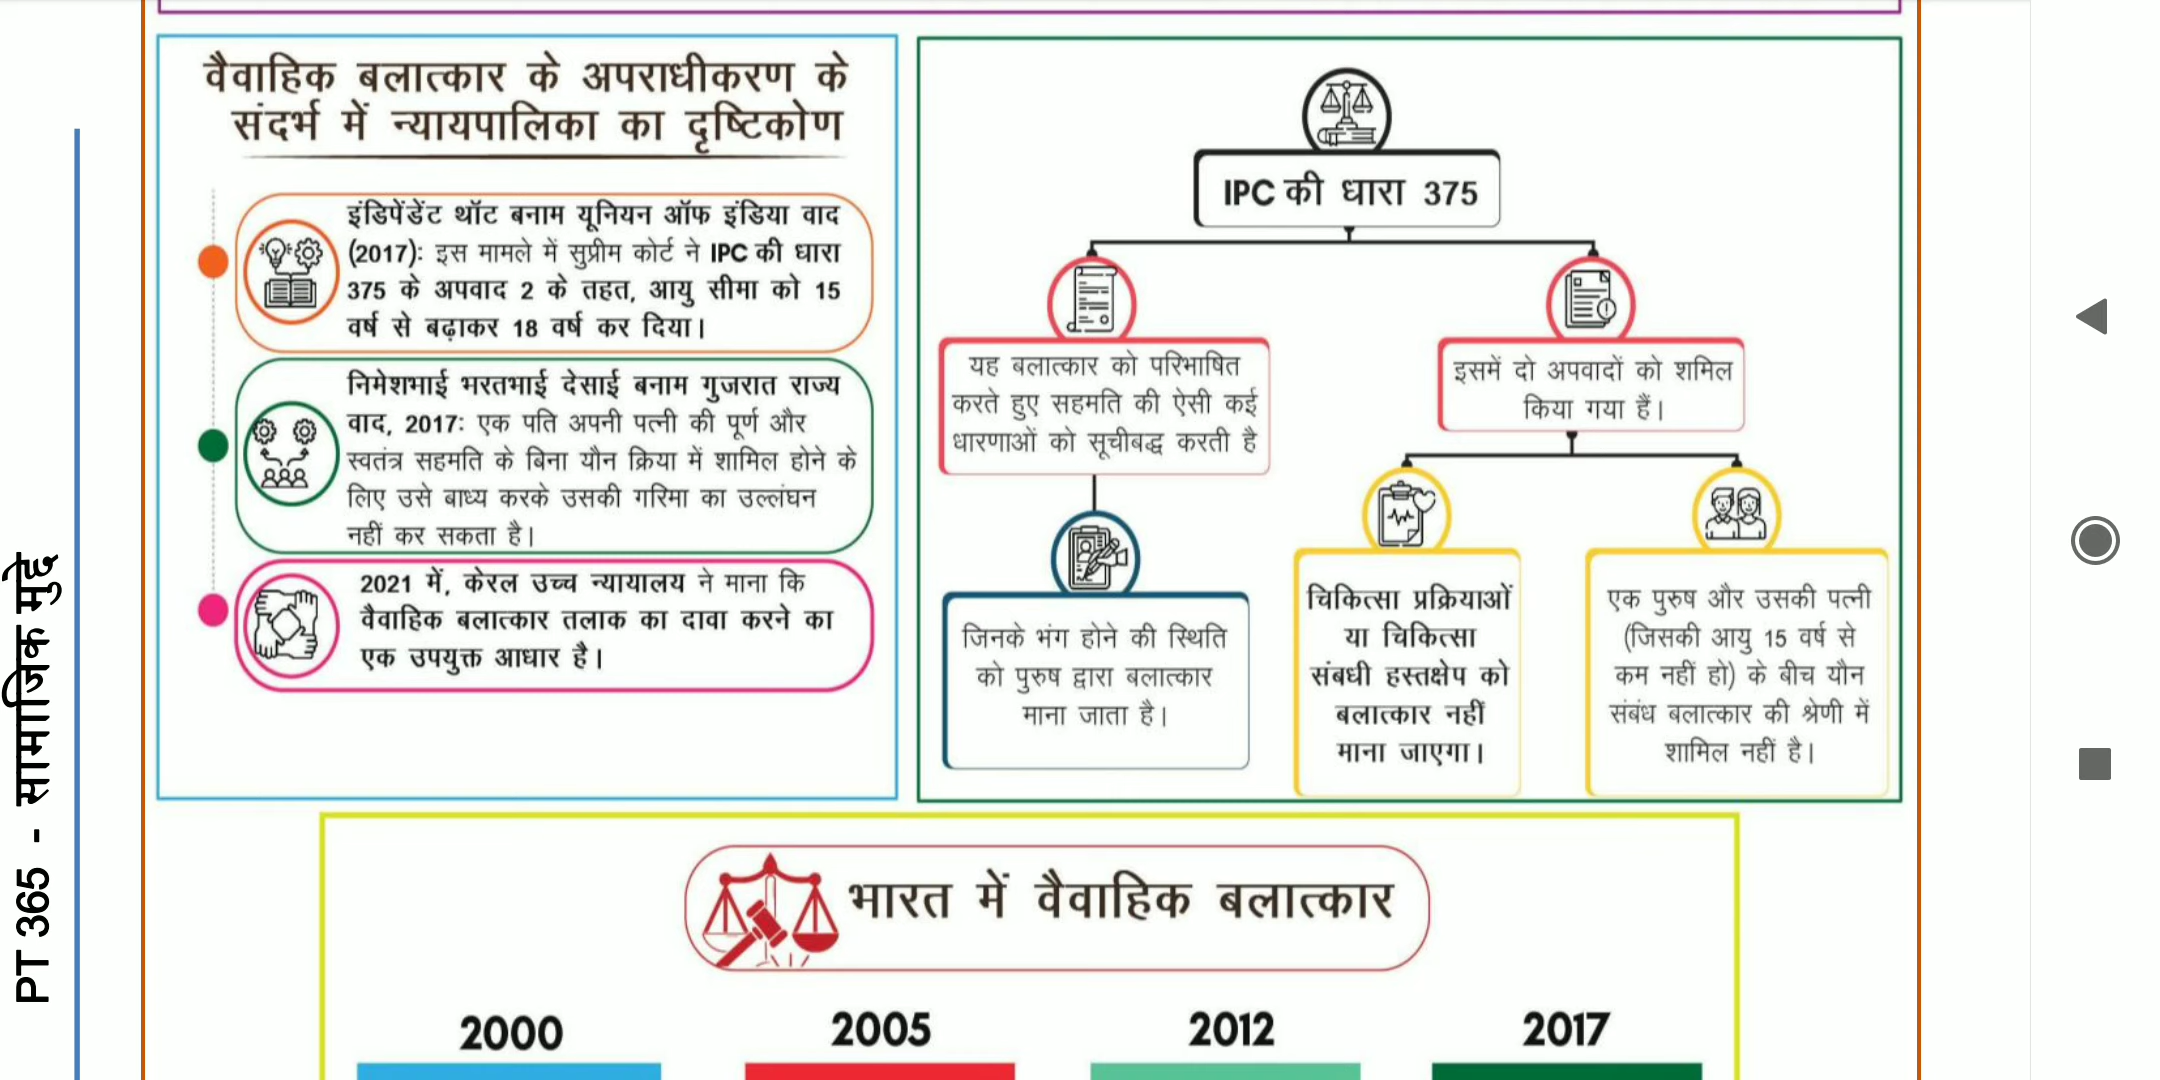 वैवाहिक बलात्कार के अपराधीकरण के
संदर्भ में न्यायपालिका का दृष्टिकोण
इंडिपेंडेंट थॉट बनाम यूनियन ऑफ इंडिया वाद
(2017): इस मामले में सुप्रीम कोर्ट ने IPC की धारा
375 के अपवाद 2 के तहत, आयु सीमा को 15
वर्ष से बढ़ाकर 18 वर्ष कर दिया।
निमेशभाई भरतभाई देसाई बनाम गुजरात राज्य
वाद, 2017: एक पति अपनी पत्नी की पूर्ण और
स्वतंत्र सहमति के बिना यौन क्रिया में शामिल होने के
लिए उसे बाध्य करके उसकी गरिमा का उल्लंघन
नहीं कर सकता है।
2021 में, केरल उच्च न्यायालय ने माना कि
वैवाहिक बलात्कार तलाक का दावा करने का
एक उपयुक्त आधार है।
IPC की धारा 375
यह बलात्कार को परिभाषित
करते हुए सहमति की ऐसी कई
धारणाओं को सूचीबद्ध करती है
जिनके भंग होने की स्थिति
को पुरुष द्वारा बलात्कार
माना जाता है।
इसमें दो अपवादों को शमिल
किया गया हैं।
चिकित्सा प्रक्रियाओं
या चिकित्सा
संबंधी हस्तक्षेप को
बलात्कार नहीं
माना जाएगा।
एक पुरुष और उसकी पत्नी
(जिसकी आयु 15 वर्ष से
कम नहीं हो) के बीच यौन
संबंध बलात्कार की श्रेणी में
शामिल नहीं है।
भारत में वैवाहिक बलात्कार
2000
2005
2012
2017
PT 365 - सामाजिक मुद्दे